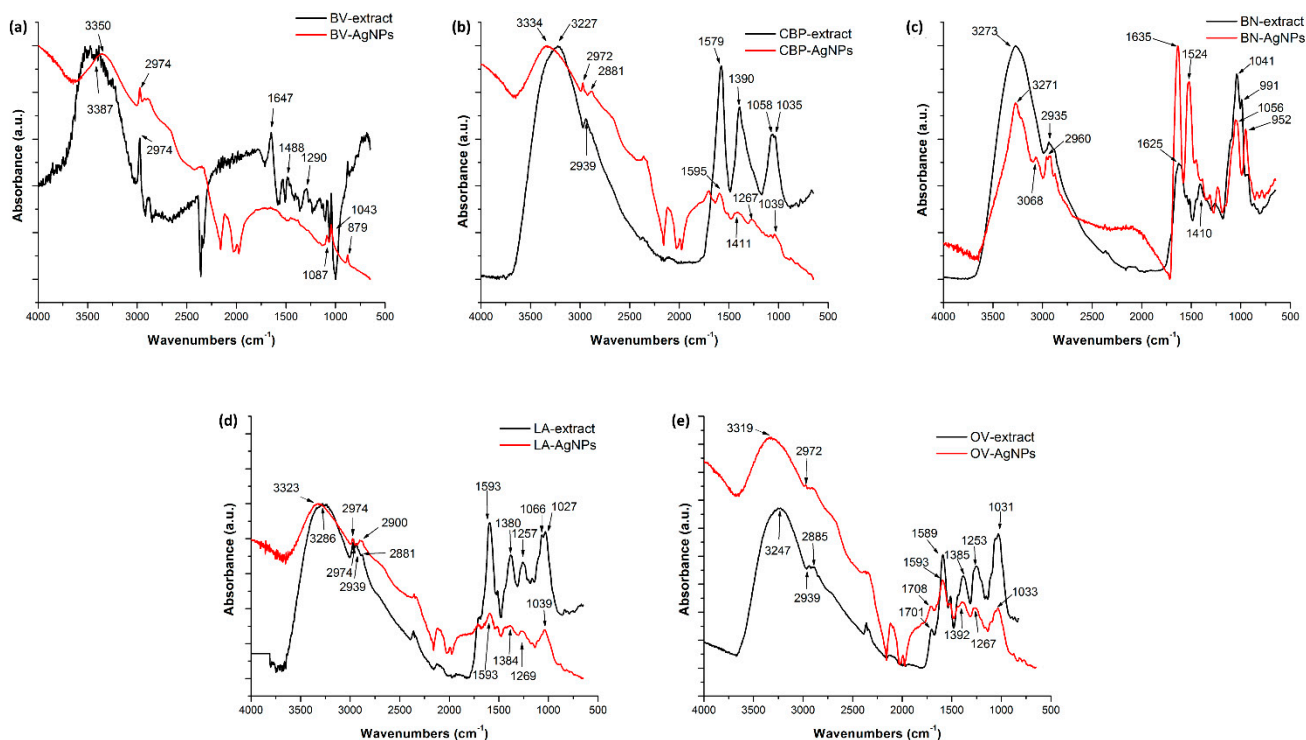 (a)
BV-extract
BV-AgNPs
3350
2974
3387
2974
1647
1488
1290
1043
879
1087
Absorbance (a.u.)
4000 3500 3000 2500 2000 1500 1000 500
Wavenumbers (cm⁻¹)
(b)
CBP-extract
CBP-AgNPs
3334
3227
2972
2881
2939
1579
1390
1058
1035
1595
1267
1039
1411
Absorbance (a.u.)
4000 3500 3000 2500 2000 1500 1000 500
Wavenumbers (cm⁻¹)
(c)
BN-extract
BN-AgNPs
3273
3271
2935
2960
3068
1635
1524
1625
1410
1041
991
1056
952
Absorbance (a.u.)
4000 3500 3000 2500 2000 1500 1000 500
Wavenumbers (cm⁻¹)
(d)
LA-extract
LA-AgNPs
3323
3286
2974
2900
2881
2974
2939
1593
1380
1257
1066
1027
1039
1593
1384
1269
Absorbance (a.u.)
4000 3500 3000 2500 2000 1500 1000 500
Wavenumbers (cm⁻¹)
(e)
OV-extract
OV-AgNPs
3319
2972
3247
2885
2939
1589
1593
1708
1701
1385
1253
1031
1033
1392
1267
Absorbance (a.u.)
4000 3500 3000 2500 2000 1500 1000 500
Wavenumbers (cm⁻¹)